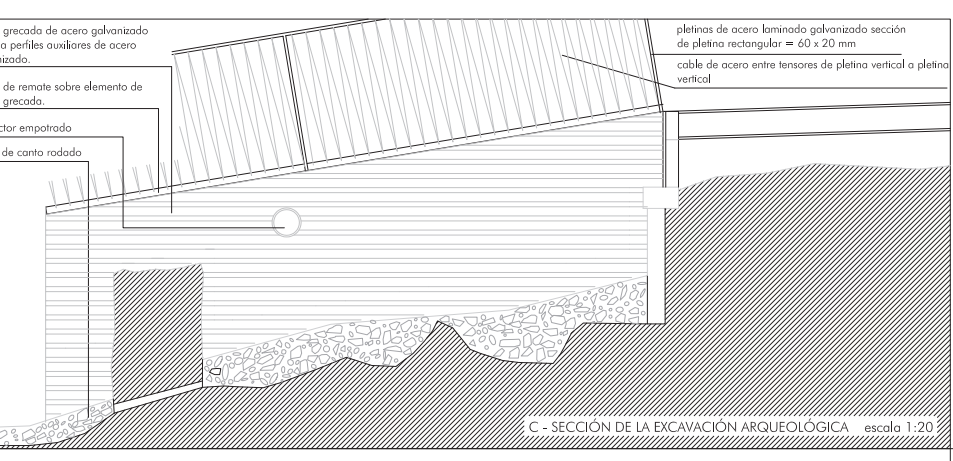 grecada de acero galvanizado
a perfiles auxiliares de acero
nizado.
de remate sobre elemento de
grecada.
ctor empotrado
de canto rodado
pletinas de acero laminado galvanizado sección
de pletina rectangular = 60 x 20 mm
cable de acero entre tensores de pletina vertical a pletina
vertical
C - SECCIÓN DE LA EXCAVACIÓN ARQUEOLÓGICA escala 1:20